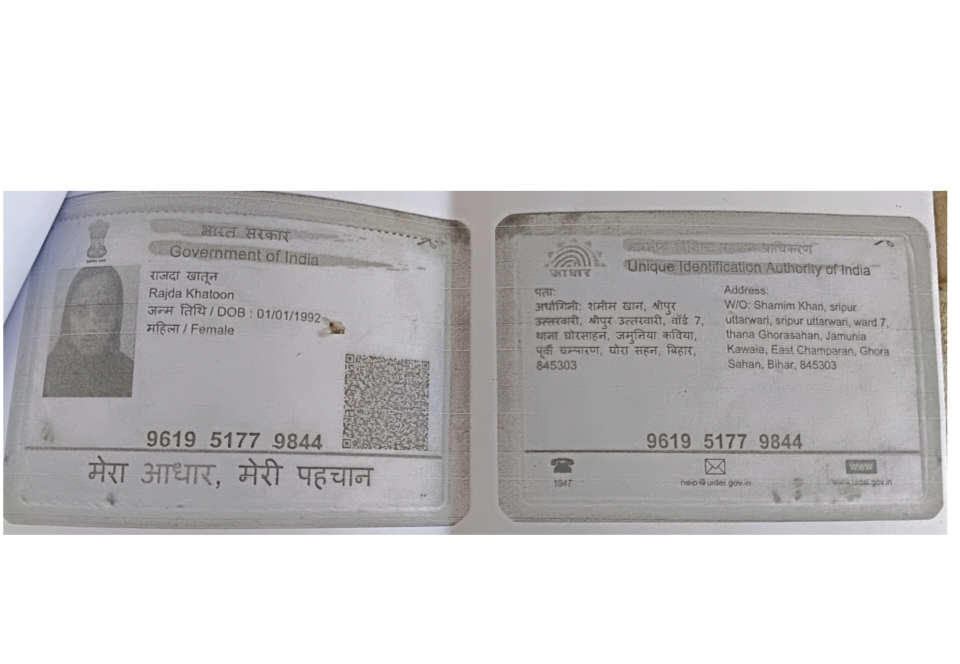 भारत सरकार
Government of India
राजदा खातून
Rajda Khatoon
जन्म तिथि / DOB : 01/01/1992
महिला / Female
9619 5177 9844
मेरा आधार, मेरी पहचान
आधार
Unique Identification Authority of India
पता:
अर्धांगिनी: शमीम खान, श्रीपुर
उत्तरबारी, श्रीपुर उत्तरवारी, वॉर्ड 7,
थाना घोरसाहन, जमुनिया कविया,
पूर्वी चम्पारण, घोरा सहन, बिहार,
845303
Address:
W/O: Shamim Khan, sripur
uttarwari, sripur uttarwari, ward 7,
thana Ghorasahan, Jamunia
Kawaia, East Champaran, Ghora
Sahan, Bihar, 845303
9619 5177 9844
1947
help@uidai.gov.in
www
www.uidai.gov.in